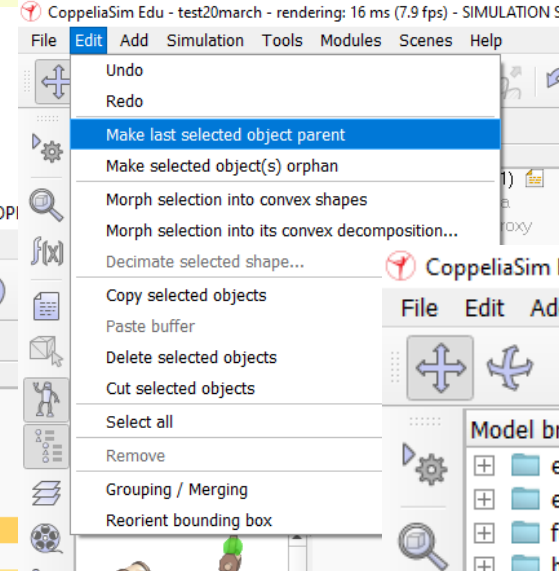 CoppeliaSim Edu - test20march - rendering: 16 ms (7.9 fps) - SIMULATION S
File Edit Add Simulation Tools Modules Scenes Help
Undo
Redo
Make last selected object parent
Make selected object(s) orphan
Morph selection into convex shapes
Morph selection into its convex decomposition...
Decimate selected shape...
Copy selected objects
Paste buffer
Delete selected objects
Cut selected objects
Select all
Remove
Grouping / Merging
Reorient bounding box
f(x)
1)
a
roxy
OPI
CoppeliaSim
File Edit Ad
Model br
e
e
f